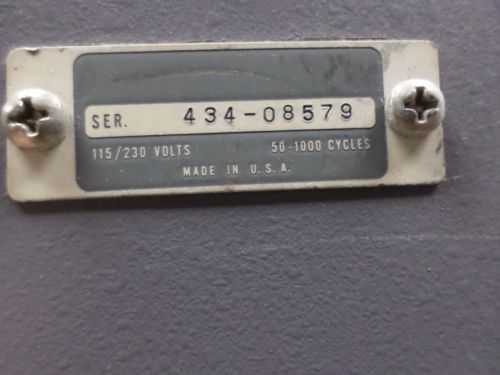 SER. 434-08579
115/230 VOLTS 50-1000 CYCLES
MADE IN U.S.A.